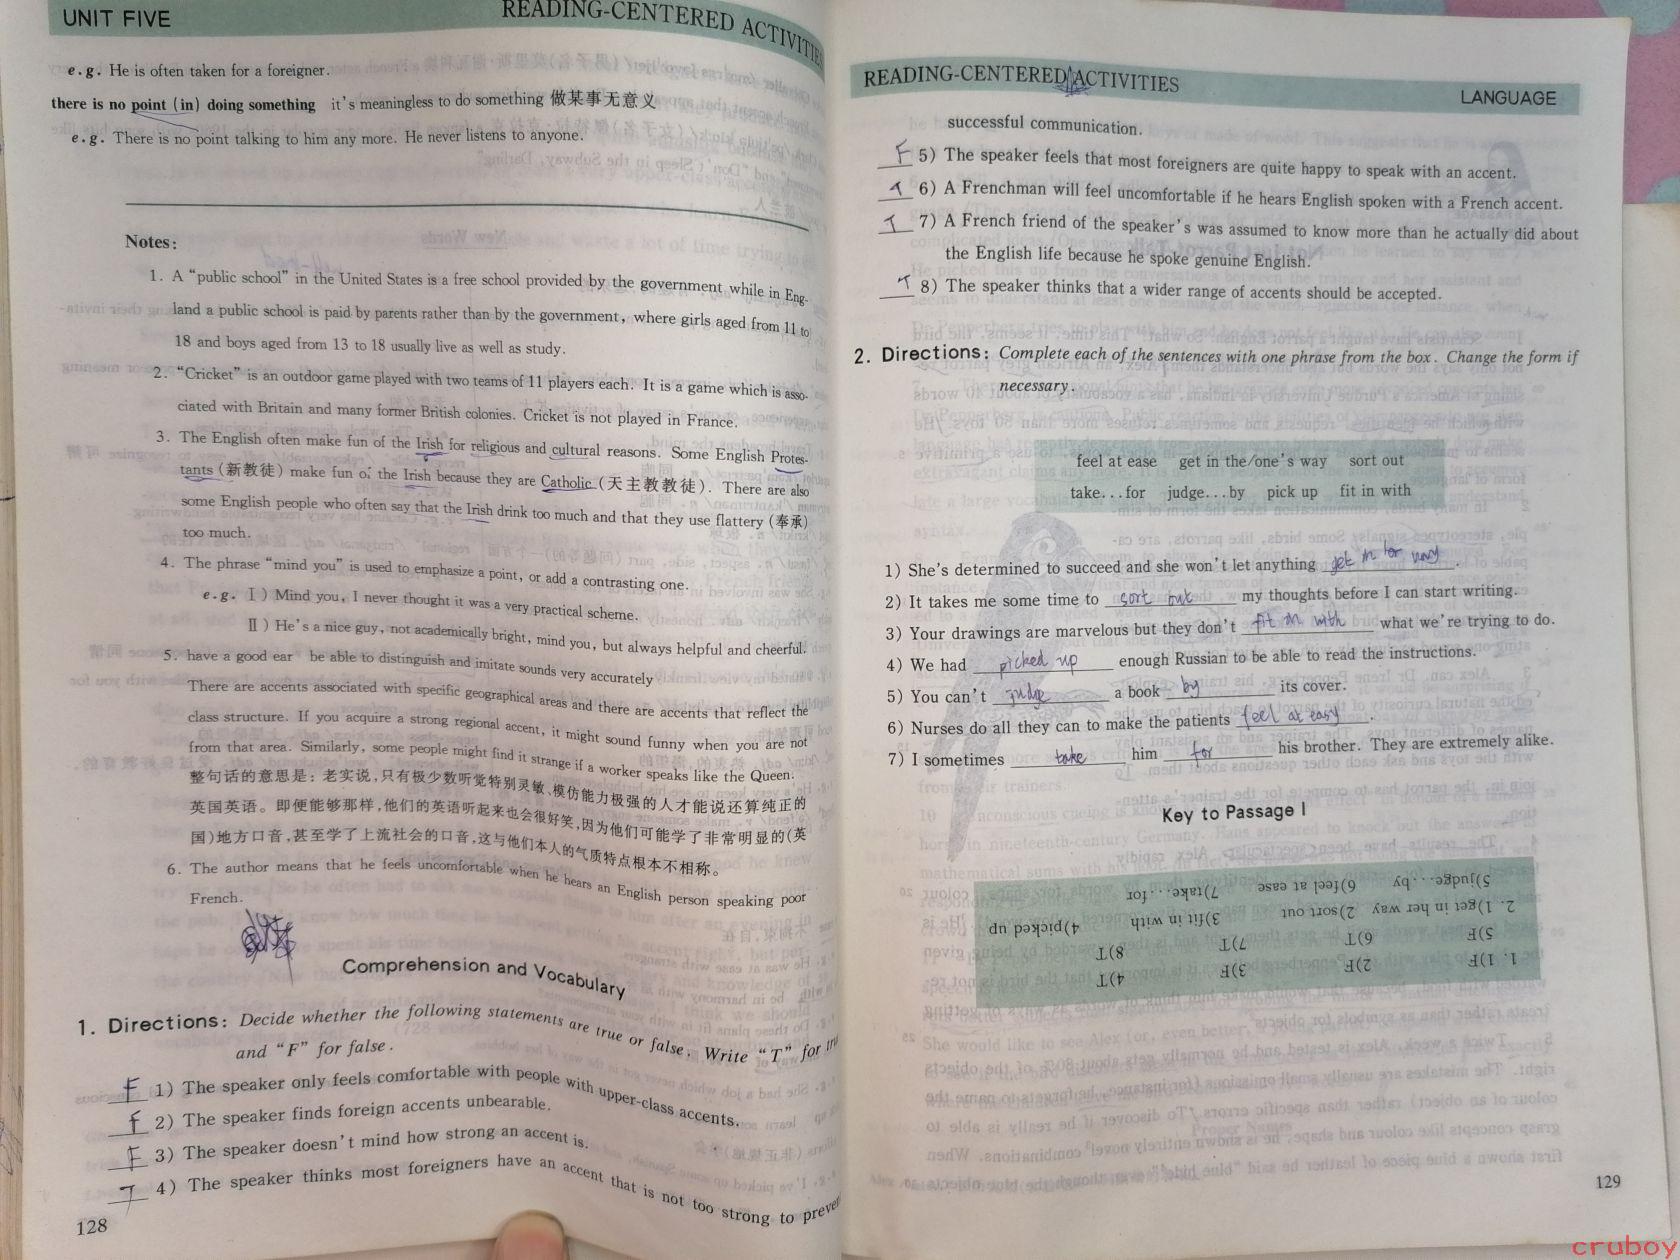 UNIT FIVE
READING-CENTERED ACTIVITIES
e.g. He is often taken for a foreigner.
there is no point (in) doing something it's meaningless to do something 做某事无意义
e.g. There is no point talking to him any more. He never listens to anyone.
Notes:
1. A “public school” in the United States is a free school provided by the government while in Eng-
land a public school is paid by parents rather than by the government, where girls aged from 11 to
18 and boys aged from 13 to 18 usually live as well as study.
2. “Cricket” is an outdoor game played with two teams of 11 players each. It is a game which is asso-
ciated with Britain and many former British colonies. Cricket is not played in France.
3. The English often make fun of the Irish for religious and cultural reasons. Some English Protes-
tants (新教徒) make fun of the Irish because they are Catholic (天主教教徒). There are also
some English people who often say that the Irish drink too much and that they use flattery (奉承)
too much.
4. The phrase “mind you” is used to emphasize a point, or add a contrasting one.
e.g. Ⅰ) Mind you, I never thought it was a very practical scheme.
Ⅱ) He's a nice guy, not academically bright, mind you, but always helpful and cheerful.
5. have a good ear be able to distinguish and imitate sounds very accurately
There are accents associated with specific geographical areas and there are accents that reflect the
class structure. If you acquire a strong regional accent, it might sound funny when you are not
from that area. Similarly, some people might find it strange if a worker speaks like the Queen.
整句话的意思是：老实说，只有极少数听觉特别灵敏、模仿能力极强的人才能说还算纯正的
英国英语。即便能够那样，他们的英语听起来也会很好笑，因为他们可能学了非常明显的(英
国)地方口音，甚至学了上流社会的口音，这与他们本人的气质特点根本不相称。
6. The author means that he feels uncomfortable when he hears an English person speaking poor
French.
Comprehension and Vocabulary
1. Directions: Decide whether the following statements are true or false. Write “T” for
and “F” for false.
F 1) The speaker only feels comfortable with people with upper-class accents.
F 2) The speaker finds foreign accents unbearable.
F 3) The speaker doesn't mind how strong an accent is.
T 4) The speaker thinks most foreigners have an accent that is not too strong to
128
READING-CENTERED ACTIVITIES
LANGUAGE
successful communication.
F 5) The speaker feels that most foreigners are quite happy to speak with an accent.
T 6) A Frenchman will feel uncomfortable if he hears English spoken with a French accent.
T 7) A French friend of the speaker's was assumed to know more than he actually did about
the English life because he spoke genuine English.
T 8) The speaker thinks that a wider range of accents should be accepted.
2. Directions: Complete each of the sentences with one phrase from the box. Change the form if
necessary.
feel at ease get in the/one's way sort out
take...for judge...by pick up fit in with
1) She's determined to succeed and she won't let anything get in her way.
2) It takes me some time to sort out my thoughts before I can start writing.
3) Your drawings are marvelous but they don't fit in with what we're trying to do.
4) We had picked up enough Russian to be able to read the instructions.
5) You can't judge a book by its cover.
6) Nurses do all they can to make the patients feel at easy.
7) I sometimes take him for his brother. They are extremely alike.
Key to Passage I
1. 1)F 2)F 3)F 4)T
5)F 6)T 7)T 8)T
2. 1)get in her way 2)sort out 3)fit in with 4)picked up
5)judge...by 6)feel at ease 7)take...for
129
cruboy